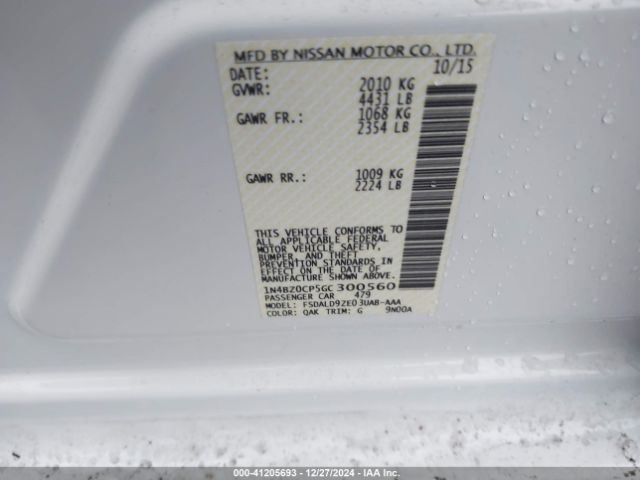 MFD BY NISSAN MOTOR CO., LTD.
DATE: 10/15
GVWR: 2010 KG
4431 LB
GAWR FR.: 1068 KG
2354 LB
GAWR RR.: 1009 KG
2224 LB
THIS VEHICLE CONFORMS TO
ALL APPLICABLE FEDERAL
MOTOR VEHICLE SAFETY,
BUMPER, AND THEFT
PREVENTION STANDARDS IN
EFFECT ON THE DATE OF
MANUFACTURE SHOWN ABOVE.
1N4BZ0CP5GC300560
PASSENGER CAR 479
MODEL: FSDALD9ZE03UAB-AAA
COLOR: QAK TRIM: G 9N00A
000-41205693 - 12/27/2024 - IAA Inc.